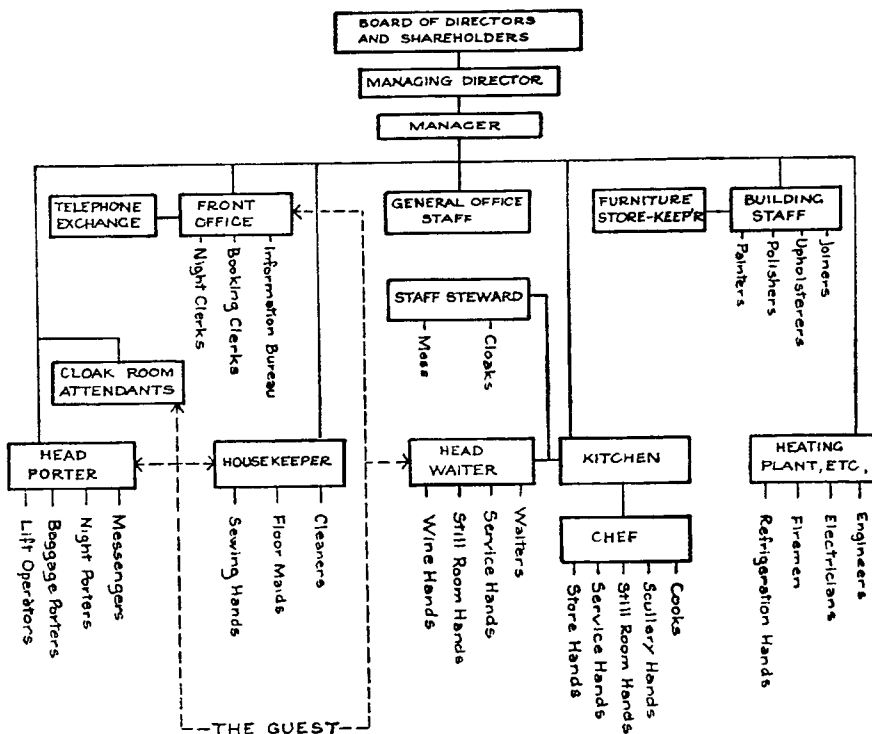 BOARD OF DIRECTORS
AND SHAREHOLDERS
MANAGING DIRECTOR
MANAGER
TELEPHONE
EXCHANGE
FRONT
OFFICE
GENERAL OFFICE
STAFF
FURNITURE
STORE-KEEP'R
BUILDING
STAFF
Night Clerks
Booking Clerks
Information Bureau
Painters
Polishers
Upholsterers
Joiners
STAFF STEWARD
Mess
Cloaks
CLOAK ROOM
ATTENDANTS
HEAD
PORTER
HOUSEKEEPER
HEAD
WAITER
KITCHEN
HEATING
PLANT, ETC,
Lift Operators
Baggage Porters
Night Porters
Messengers
Sewing Hands
Floor Maids
Cleaners
Wine Hands
Still Room Hands
Service Hands
Waiters
CHEF
Store Hands
Service Hands
Still Room Hands
Scullery Hands
Cooks
Refrigeration Hands
Firemen
Electricians
Engineers
THE GUEST